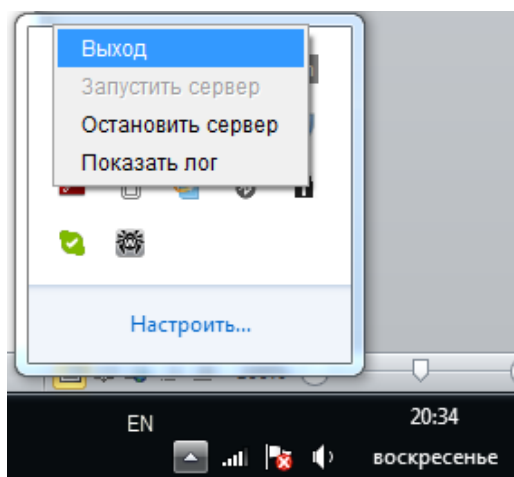 Выход
Запустить сервер
Остановить сервер
Показать лог
Настроить...
EN
20:34
воскресенье